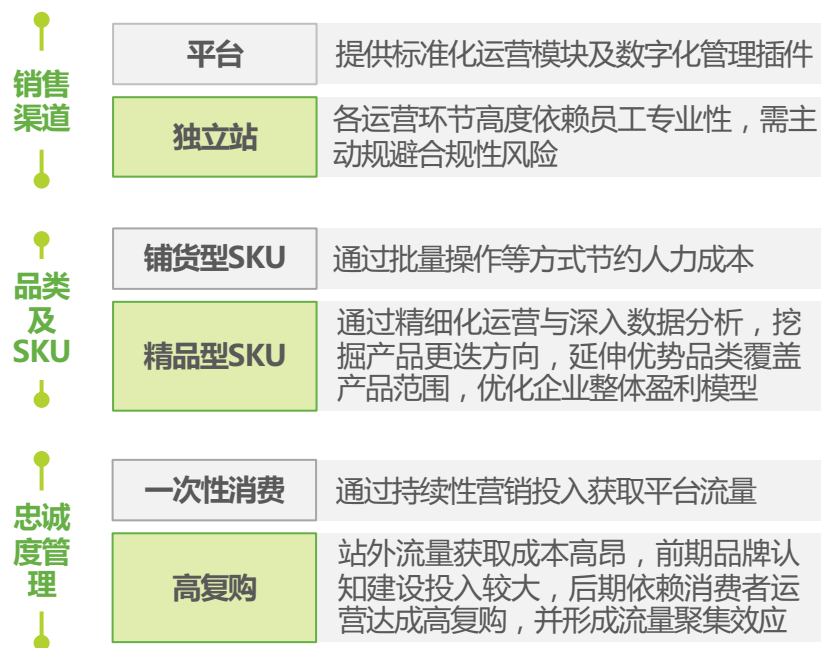 销售
渠道
平台
提供标准化运营模块及数字化管理插件
独立站
各运营环节高度依赖员工专业性，需主
动规避合规性风险
品类
及
SKU
铺货型SKU
通过批量操作等方式节约人力成本
精品型SKU
通过精细化运营与深入数据分析，挖
掘产品更迭方向，延伸优势品类覆盖
产品范围，优化企业整体盈利模型
忠诚
度管
理
一次性消费
通过持续性营销投入获取平台流量
高复购
站外流量获取成本高昂，前期品牌认
知建设投入较大，后期依赖消费者运
营达成高复购，并形成流量聚集效应